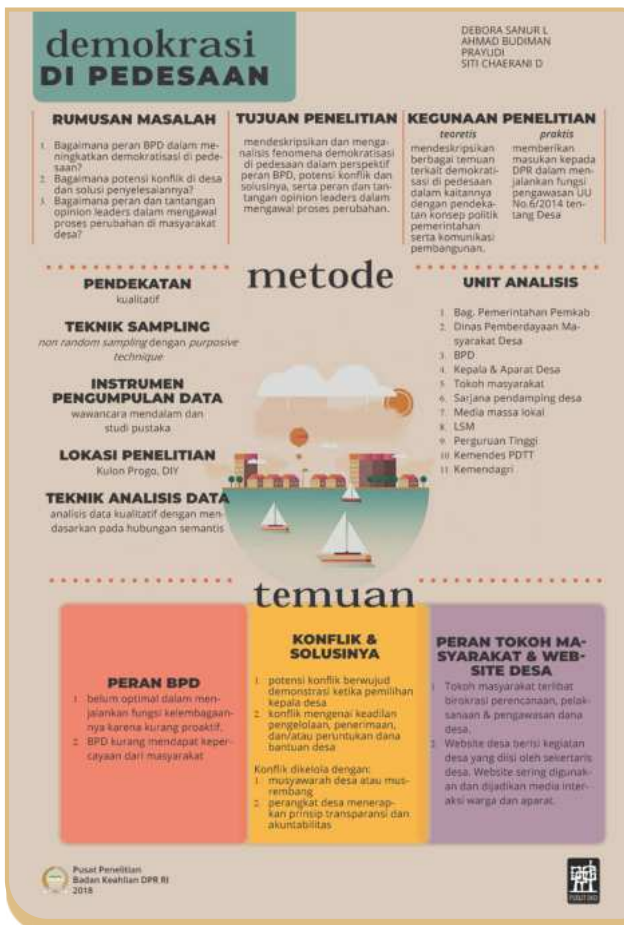 demokrasi
DI PEDESAAN
DEBORA SANUR L
AHMAD BUDIMAN
PRAYUDI
SITI CHAERANI D
RUMUSAN MASALAH
1. Bagaimana peran BPD dalam me-
ningkatkan demokratisasi di pede-
saan?
2. Bagaimana potensi konflik di desa
dan solusi penyelesaiannya?
3. Bagaimana peran dan tantangan
opinion leaders dalam mengawal
proses perubahan di masyarakat
desa?
TUJUAN PENELITIAN
mendeskripsikan dan menga-
nalisis fenomena demokratisasi
di pedesaan dalam perspektif
peran BPD, potensi konflik dan
solusinya, serta peran dan tan-
tangan opinion leaders dalam
mengawal proses perubahan.
KEGUNAAN PENELITIAN
teoretis
mendeskripsikan
berbagai temuan
terkait demokrati-
sasi di pedesaan
dalam kaitannya
dengan pendeka-
tan konsep politik
pemerintahan
serta komunikasi
pembangunan.
praktis
memberikan
masukan kepada
DPR dalam men-
jalankan fungsi
pengawasan UU
No.6/2014 ten-
tang Desa
metode
PENDEKATAN
kualitatif
TEKNIK SAMPLING
non random sampling dengan purposive
technique
INSTRUMEN
PENGUMPULAN DATA
wawancara mendalam dan
studi pustaka
LOKASI PENELITIAN
Kulon Progo, DIY
TEKNIK ANALISIS DATA
analisis data kualitatif dengan men-
dasarkan pada hubungan semantis
UNIT ANALISIS
1. Bag. Pemerintahan Pemkab
2. Dinas Pemberdayaan Ma-
syarakat Desa
3. BPD
4. Kepala & Aparat Desa
5. Tokoh masyarakat
6. Sarjana pendamping desa
7. Media massa lokal
8. LSM
9. Perguruan Tinggi
10. Kemendes PDTT
11. Kemendagri
temuan
PERAN BPD
1. belum optimal dalam men-
jalankan fungsi kelembagaan-
nya karena kurang proaktif.
2. BPD kurang mendapat keper-
cayaan dari masyarakat
KONFLIK &
SOLUSINYA
1. potensi konflik berwujud
demonstrasi ketika pemilihan
kepala desa
2. konflik mengenai keadilan
pengelolaan, penerimaan,
dan/atau peruntukan dana
bantuan desa
Konflik dikelola dengan:
1. musyawarah desa atau mus-
rembang
2. perangkat desa menerap-
kan prinsip transparansi dan
akuntabilitas
PERAN TOKOH MA-
SYARAKAT & WEB-
SITE DESA
1. Tokoh masyarakat terlibat
birokrasi perencanaan, pelak-
sanaan & pengawasan dana
desa.
2. Website desa berisi kegiatan
desa yang diisi oleh sekertaris
desa. Website sering digunak-
an dan dijadikan media inter-
aksi warga dan aparat.
Pusat Penelitian
Badan Keahlian DPR RI
2018